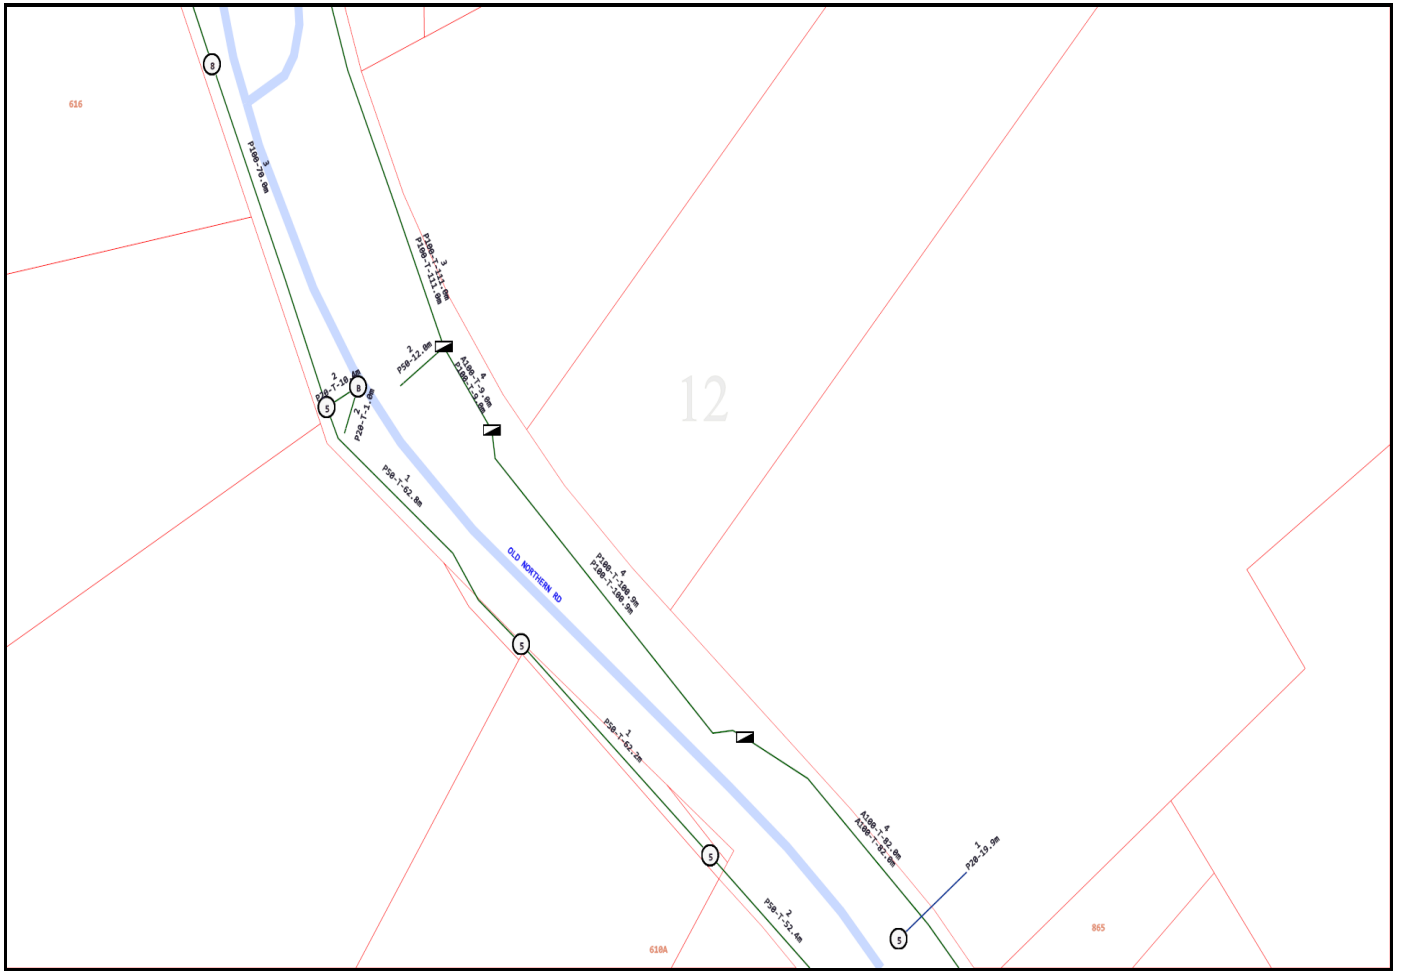 8
616
3
P100-70.0m
3
P100-T-111.0m
P100-T-111.0m
2
P50-12.0m
4
A100-T-9.0m
P100-T-9.0m
2
P20-T-10.4m
8
5
2
P20-T-1.0m
12
1
P50-T-62.8m
OLD NORTHERN RD
4
P100-T-100.9m
P100-T-100.9m
5
1
P50-T-62.2m
4
A100-T-82.0m
A100-T-82.0m
1
P20-19.9m
5
2
P50-T-52.4m
5
865
610A